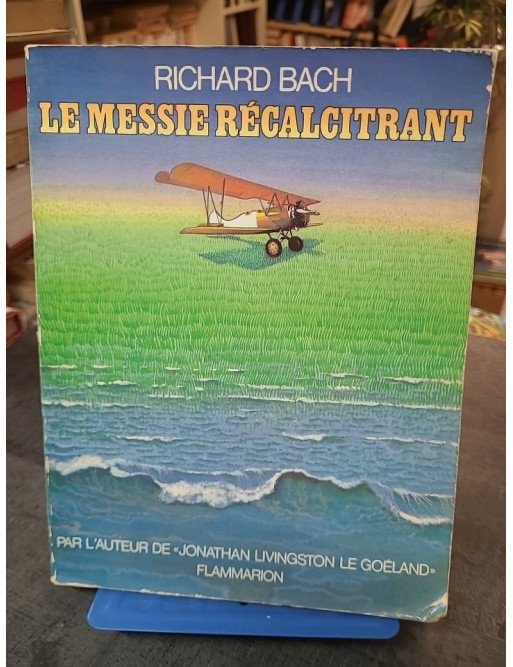 RICHARD BACH
LE MESSIE RÉCALCITRANT
PAR L'AUTEUR DE «JONATHAN LIVINGSTON LE GOÉLAND»
FLAMMARION